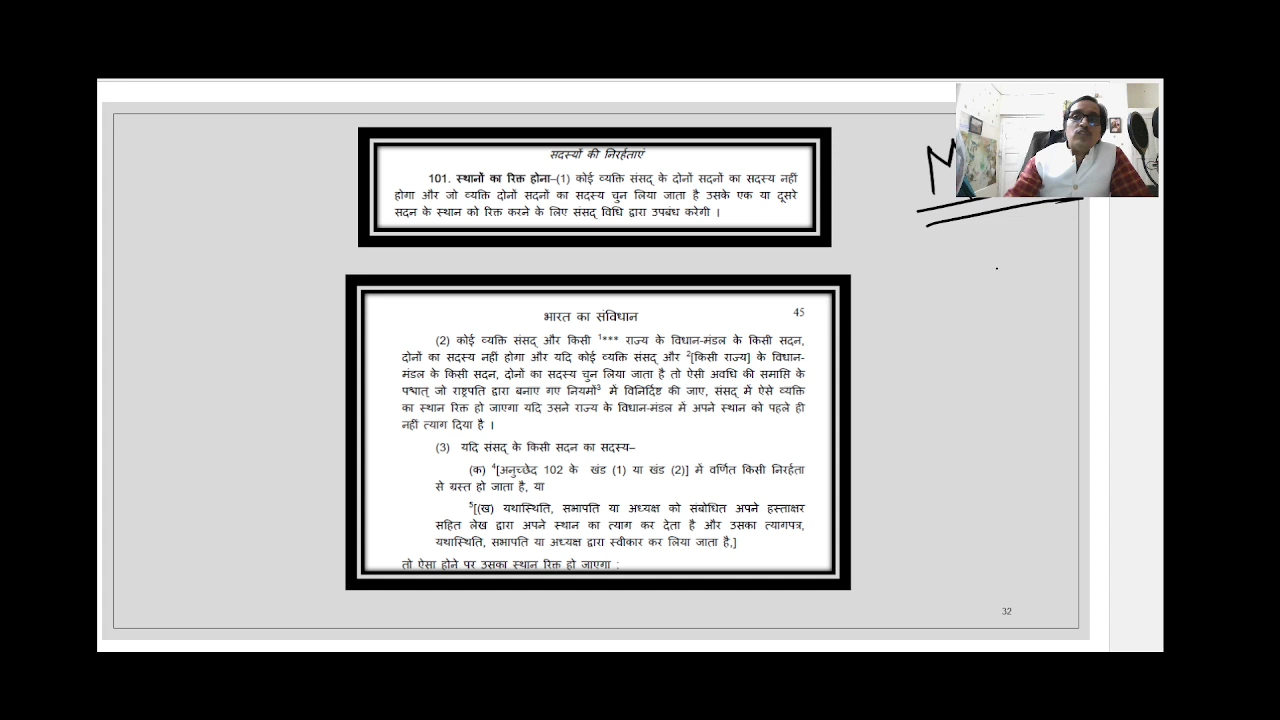 सदस्यों की निरर्हताएं
101. स्थानों का रिक्त होना–(1) कोई व्यक्ति संसद् के दोनों सदनों का सदस्य नहीं
होगा और जो व्यक्ति दोनों सदनों का सदस्य चुन लिया जाता है उसके एक या दूसरे
सदन के स्थान को रिक्त करने के लिए संसद् विधि द्वारा उपबंध करेगी ।
भारत का संविधान 45
(2) कोई व्यक्ति संसद् और किसी 1*** राज्य के विधान-मंडल के किसी सदन,
दोनों का सदस्य नहीं होगा और यदि कोई व्यक्ति संसद् और 2[किसी राज्य] के विधान-
मंडल के किसी सदन, दोनों का सदस्य चुन लिया जाता है तो ऐसी अवधि की समाप्ति के
पश्चात् जो राष्ट्रपति द्वारा बनाए गए नियमों3 में विनिर्दिष्ट की जाए, संसद् में ऐसे व्यक्ति
का स्थान रिक्त हो जाएगा यदि उसने राज्य के विधान-मंडल में अपने स्थान को पहले ही
नहीं त्याग दिया है ।
(3) यदि संसद् के किसी सदन का सदस्य–
(क) 4[अनुच्छेद 102 के खंड (1) या खंड (2)] में वर्णित किसी निरर्हता
से ग्रस्त हो जाता है, या
5[(ख) यथास्थिति, सभापति या अध्यक्ष को संबोधित अपने हस्ताक्षर
सहित लेख द्वारा अपने स्थान का त्याग कर देता है और उसका त्यागपत्र,
यथास्थिति, सभापति या अध्यक्ष द्वारा स्वीकार कर लिया जाता है,]
तो ऐसा होने पर उसका स्थान रिक्त हो जाएगा :
32